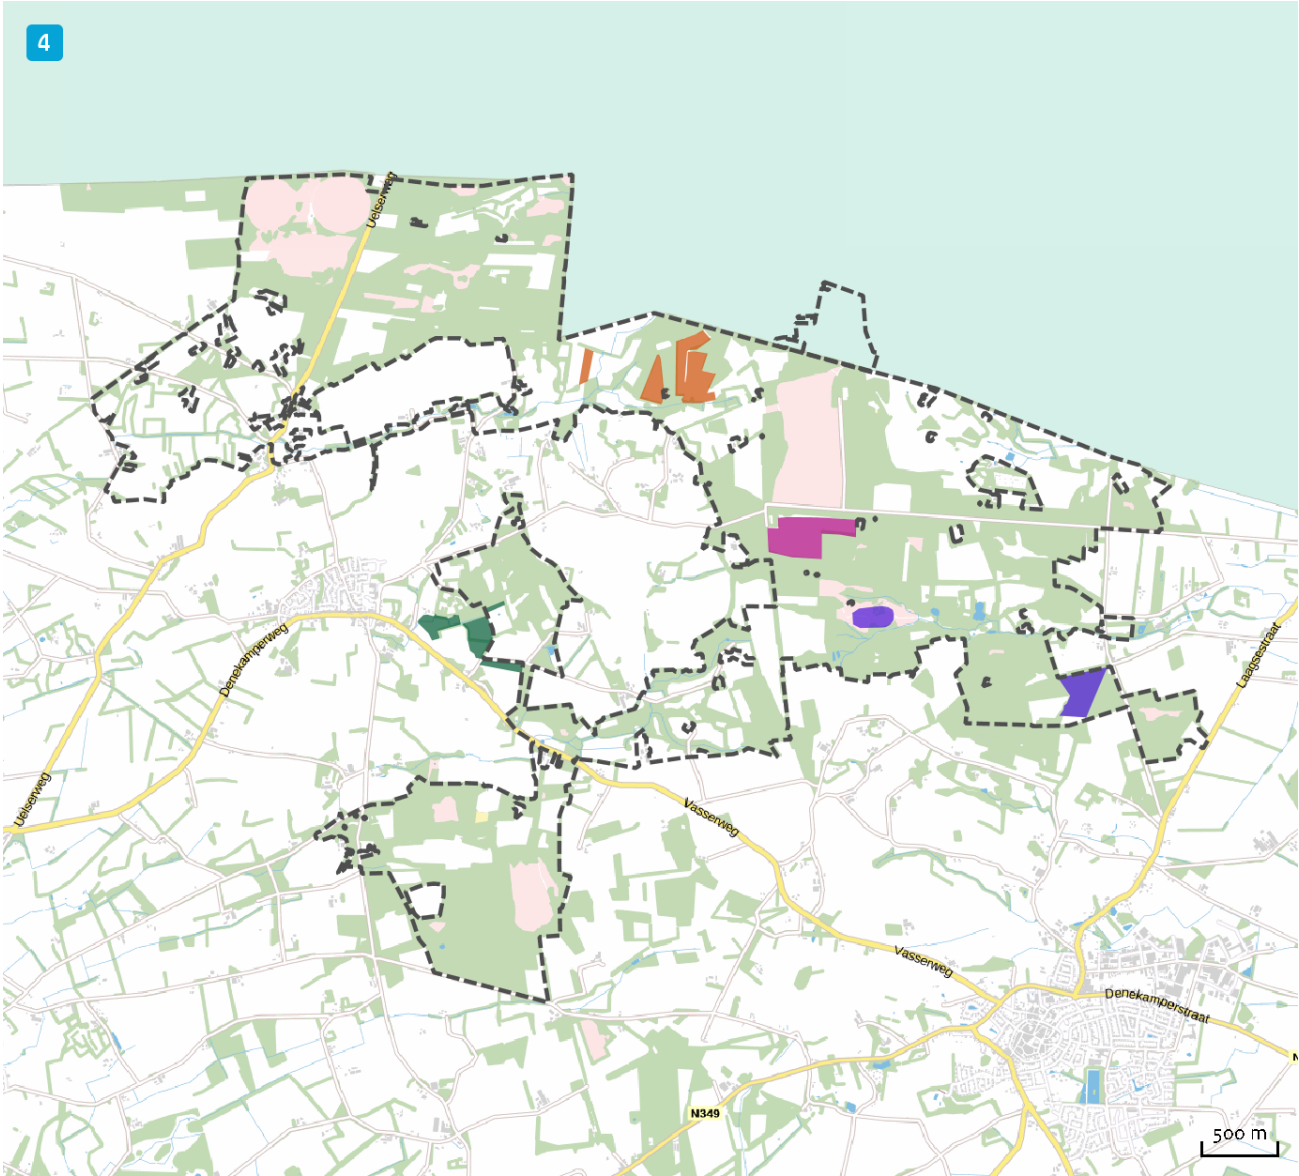 4
Uelserweg
Denekamperweg
Laagsestraat
Uelserweg
Vasserweg
Vasserweg
Denekamperstraat
N
N349
500 m